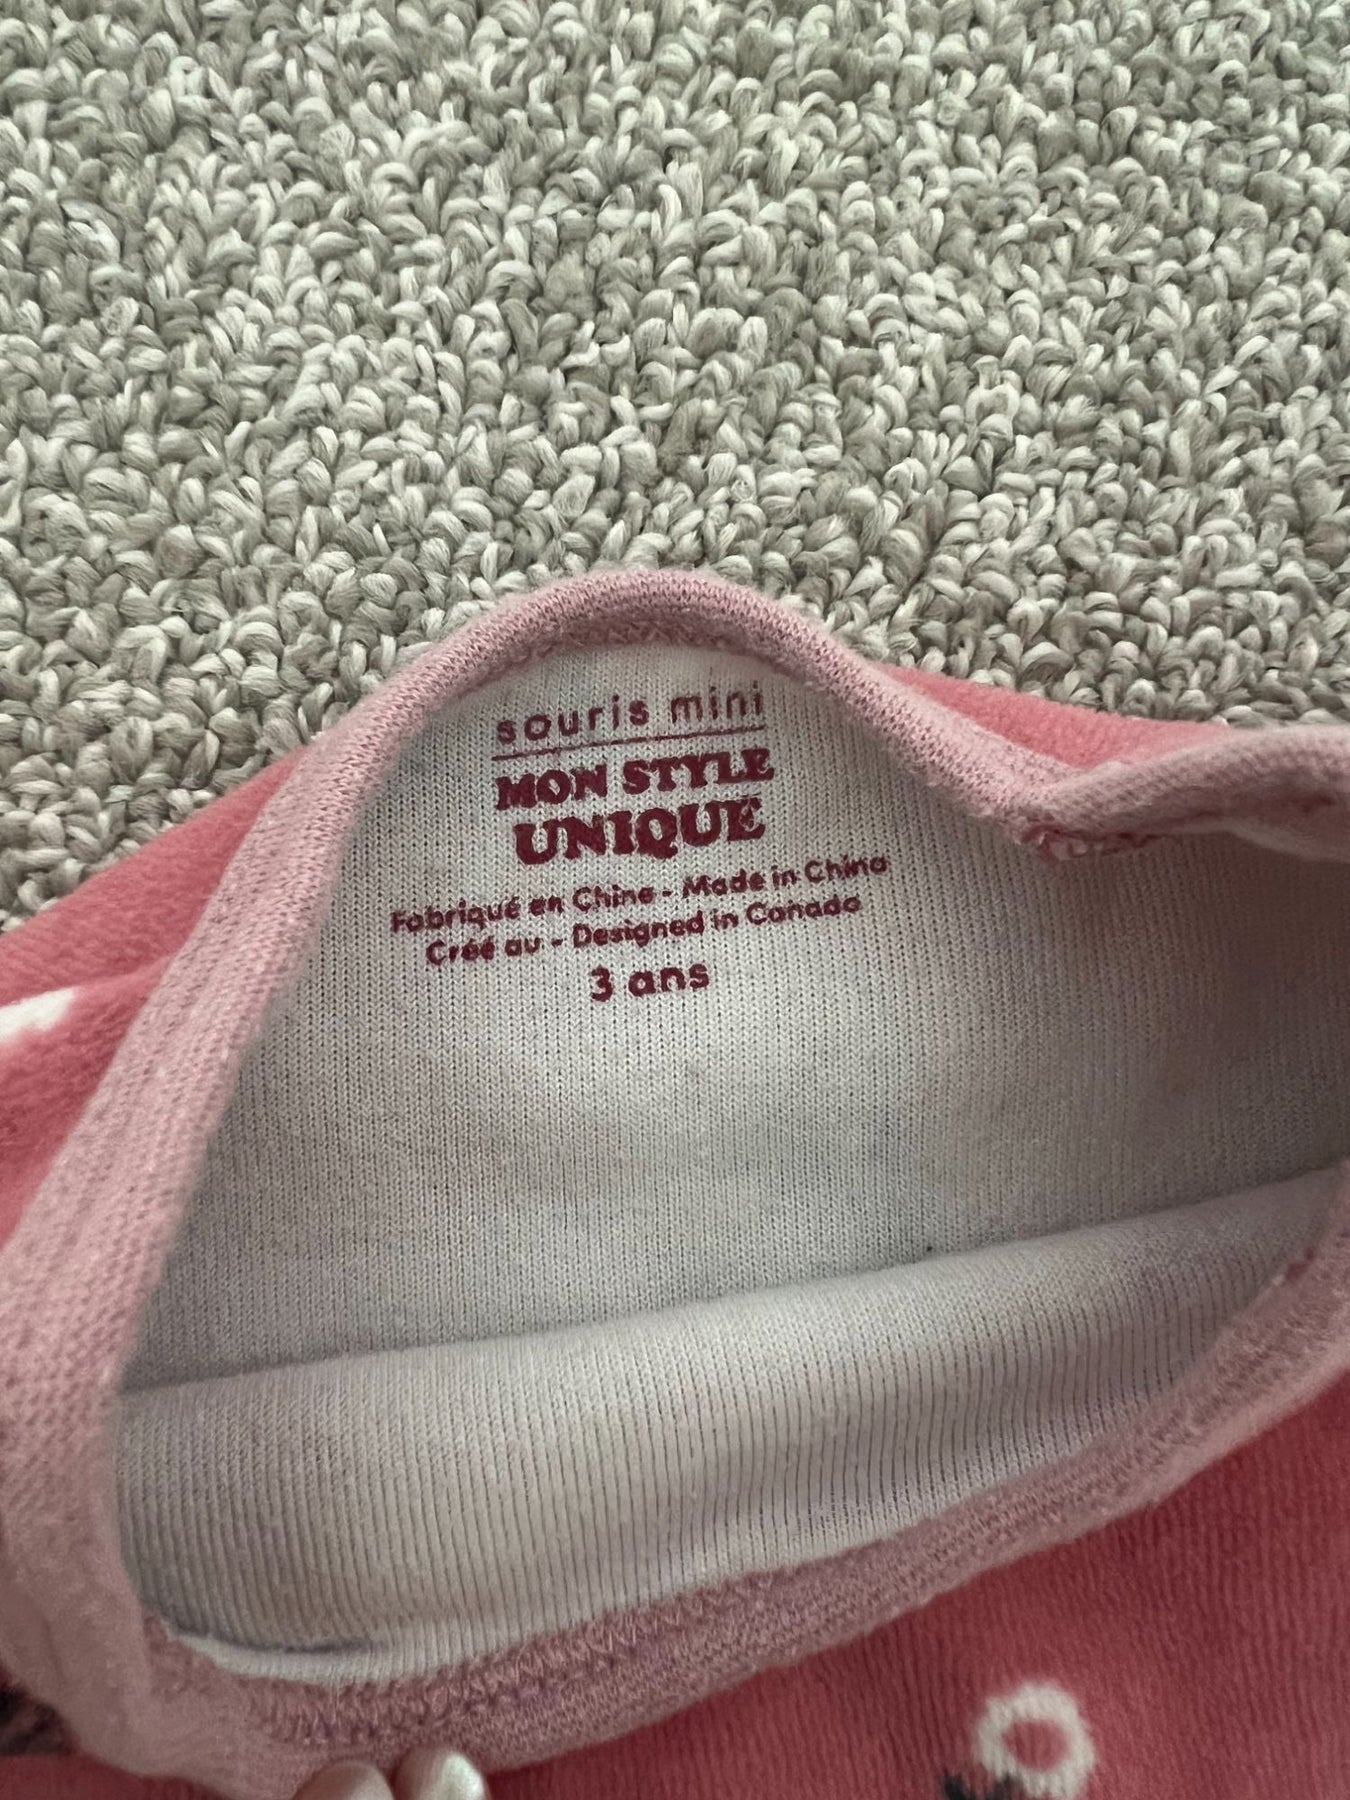 souris mini
MON STYLE
UNIQUE
Fabriqué en Chine - Made in China
Créé au - Designed in Canada
3 ans